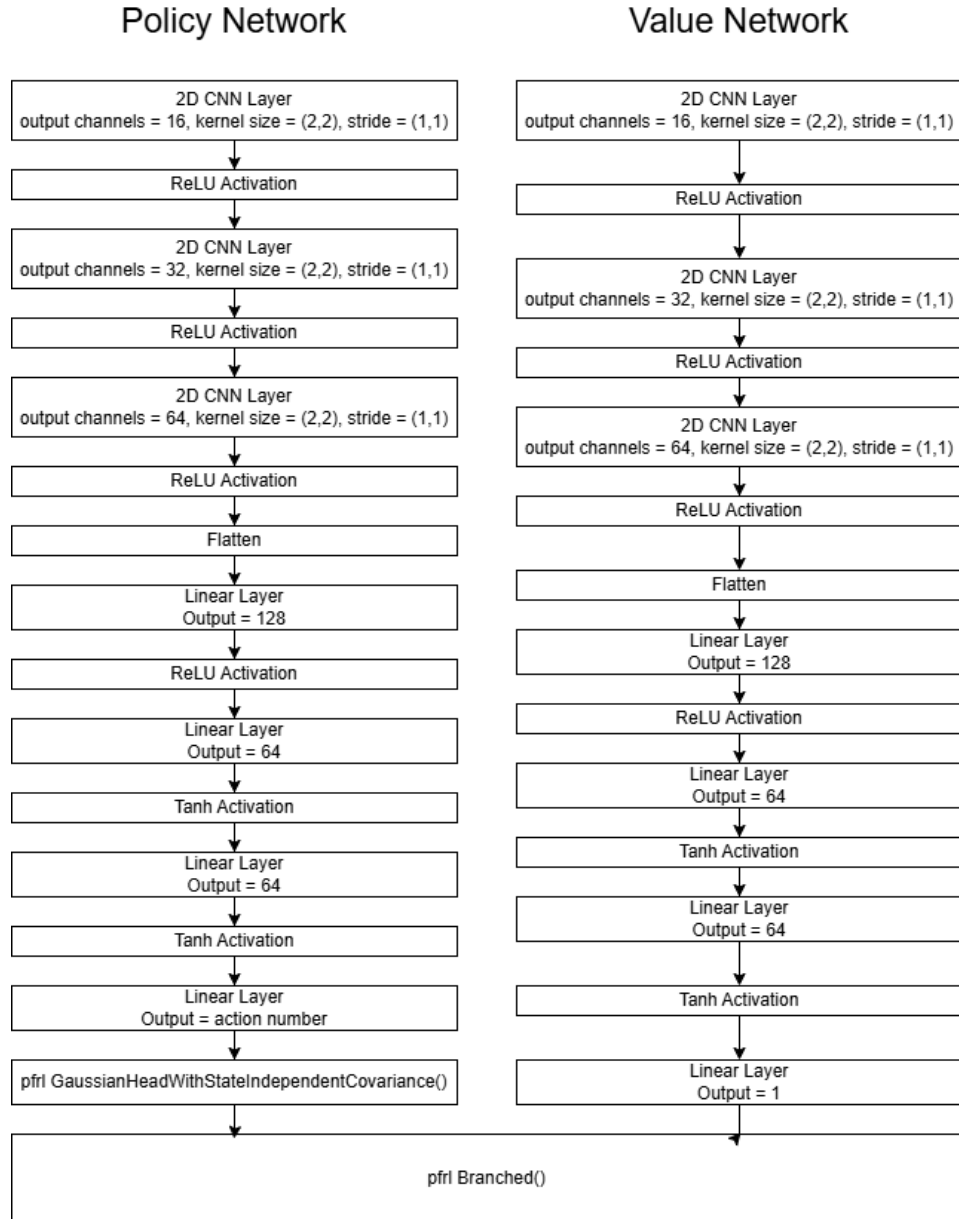 Policy Network
2D CNN Layer
output channels = 16, kernel size = (2,2), stride = (1,1)
ReLU Activation
2D CNN Layer
output channels = 32, kernel size = (2,2), stride = (1,1)
ReLU Activation
2D CNN Layer
output channels = 64, kernel size = (2,2), stride = (1,1)
ReLU Activation
Flatten
Linear Layer
Output = 128
ReLU Activation
Linear Layer
Output = 64
Tanh Activation
Linear Layer
Output = 64
Tanh Activation
Linear Layer
Output = action number
pfrl GaussianHeadWithStateIndependentCovariance()
Value Network
2D CNN Layer
output channels = 16, kernel size = (2,2), stride = (1,1)
ReLU Activation
2D CNN Layer
output channels = 32, kernel size = (2,2), stride = (1,1)
ReLU Activation
2D CNN Layer
output channels = 64, kernel size = (2,2), stride = (1,1)
ReLU Activation
Flatten
Linear Layer
Output = 128
ReLU Activation
Linear Layer
Output = 64
Tanh Activation
Linear Layer
Output = 64
Tanh Activation
Linear Layer
Output = 1
pfrl Branched()